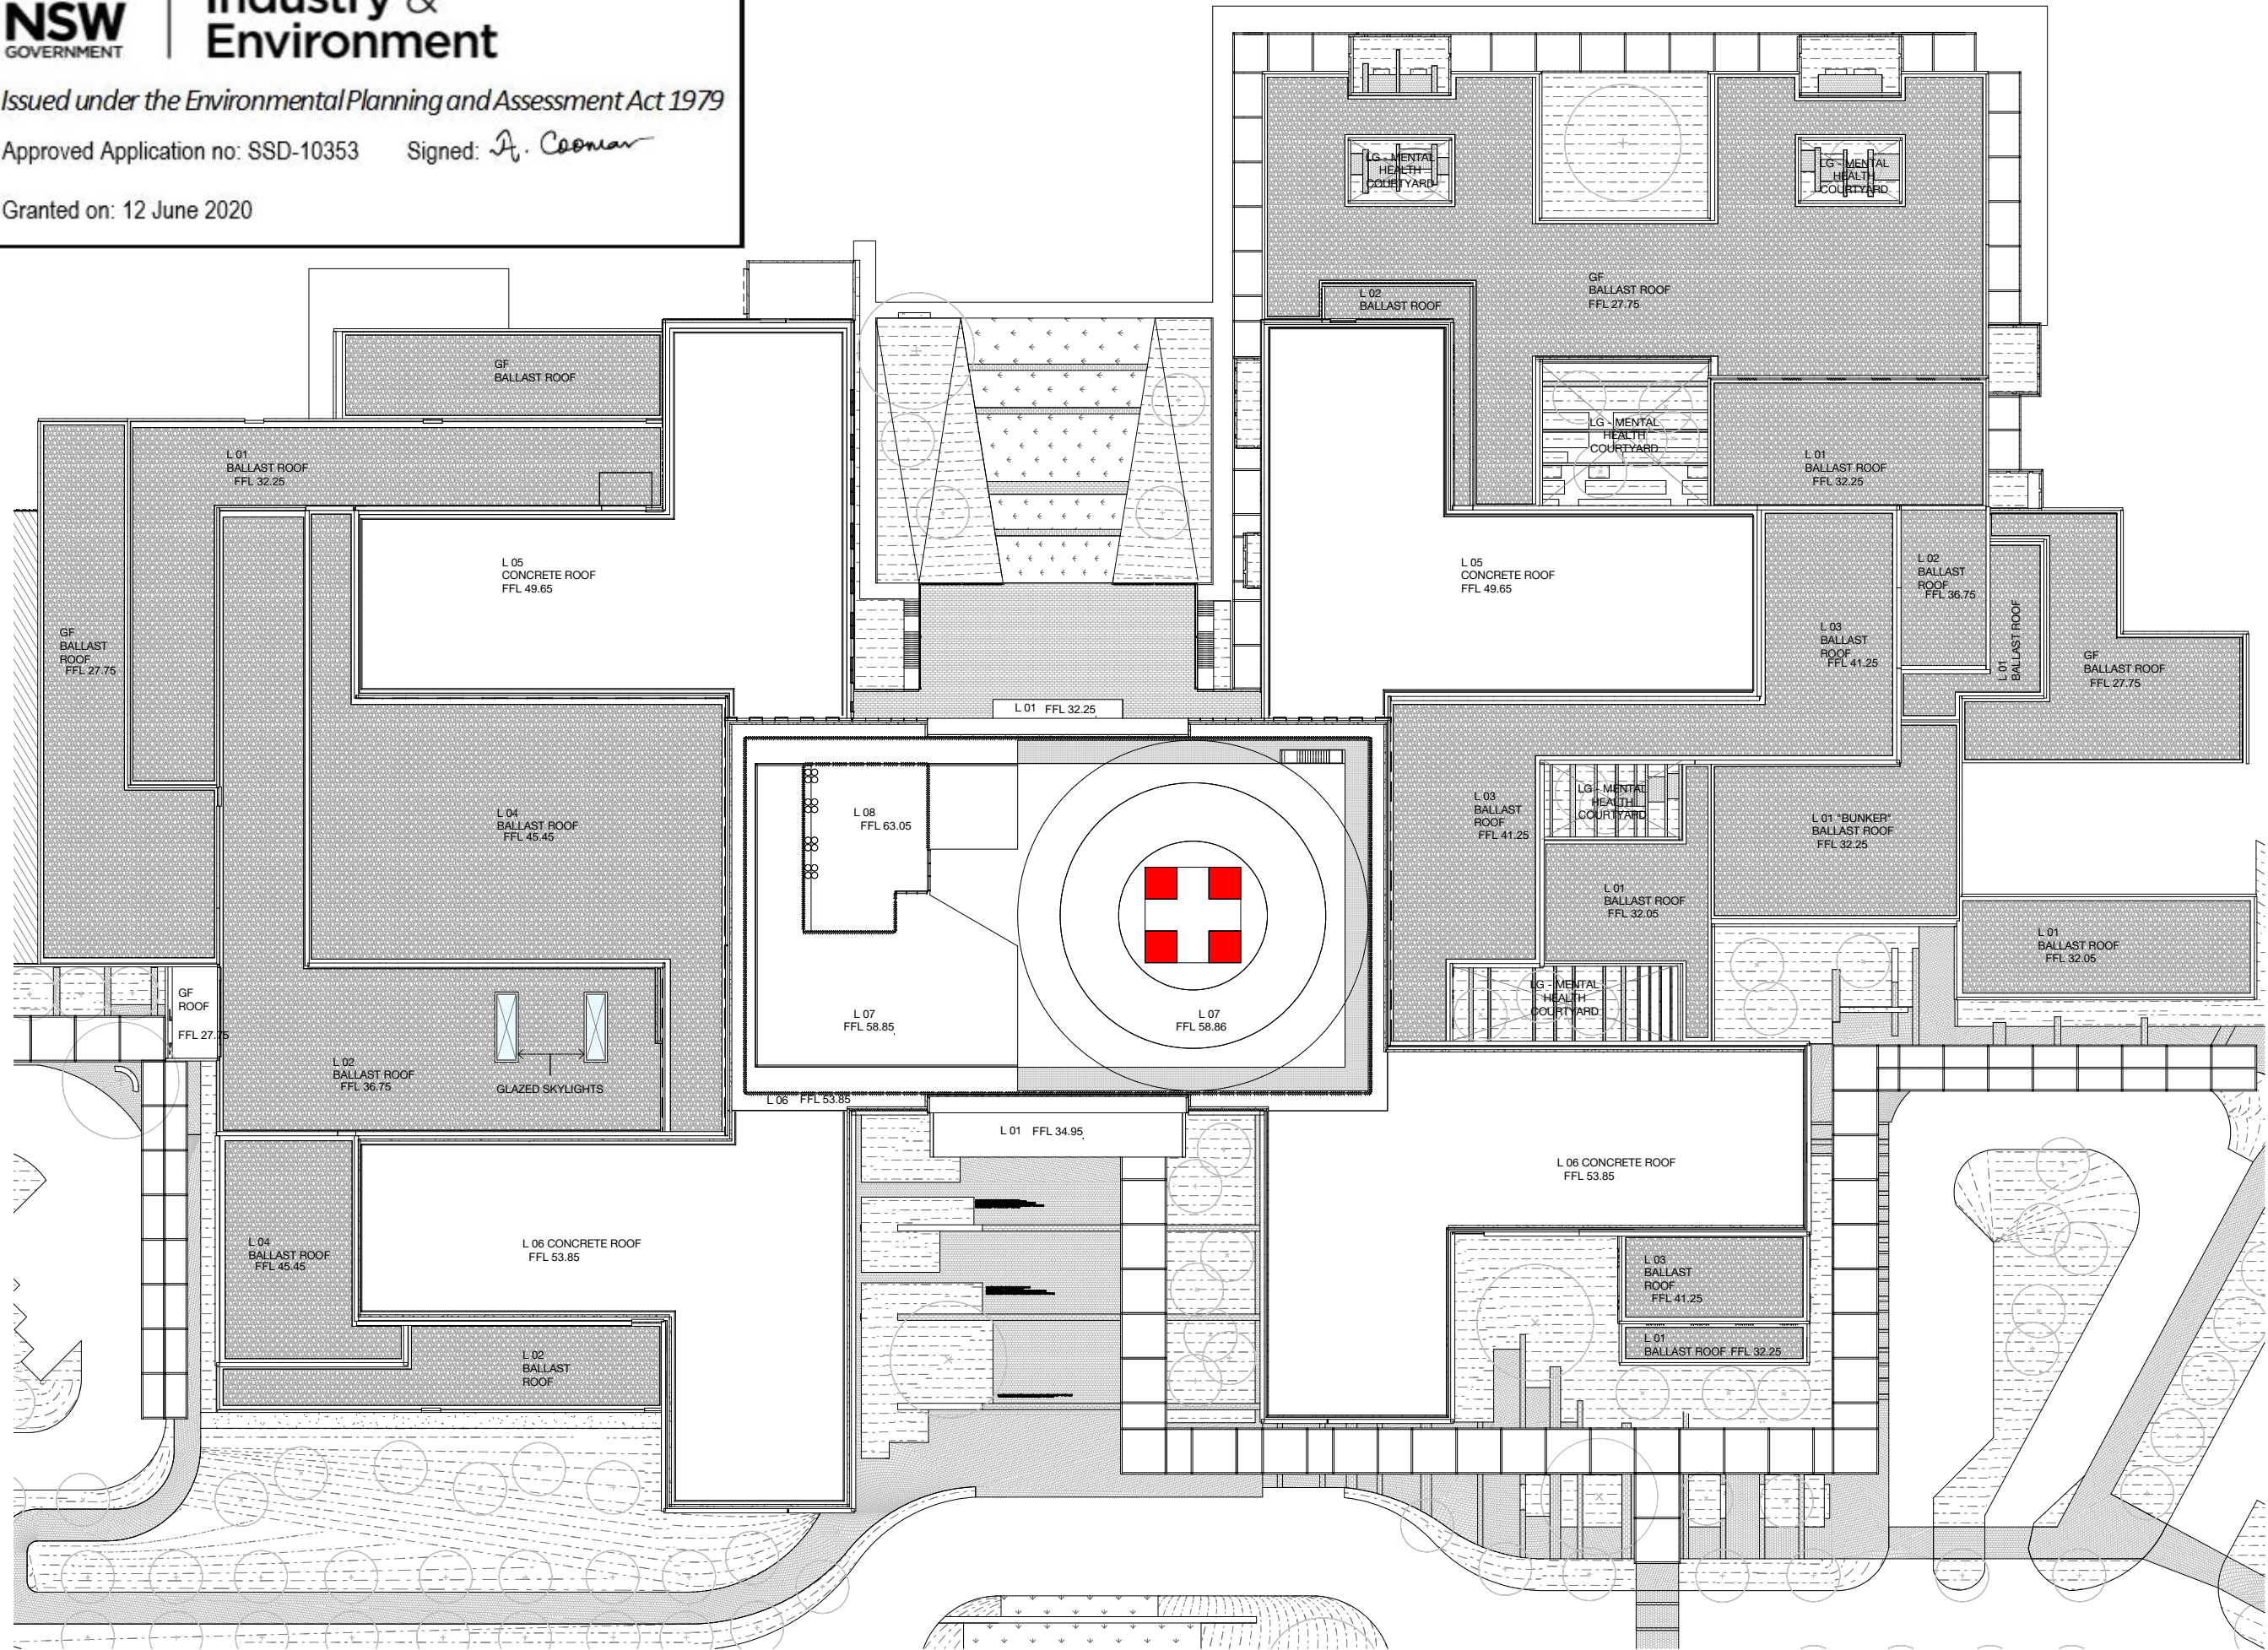 NSW
GOVERNMENT
Industry &
Environment
Issued under the Environmental Planning and Assessment Act 1979
Approved Application no: SSD-10353 Signed: A. Coomar
Granted on: 12 June 2020
LG - MENTAL
HEALTH
COURTYARD
LG - MENTAL
HEALTH
COURTYARD
GF
BALLAST ROOF
FFL 27.75
L 02
BALLAST ROOF
GF
BALLAST ROOF
L 01
BALLAST ROOF
FFL 32.25
LG - MENTAL
HEALTH
COURTYARD
L 01
BALLAST ROOF
FFL 32.25
L 05
CONCRETE ROOF
FFL 49.65
L 05
CONCRETE ROOF
FFL 49.65
L 02
BALLAST
ROOF
FFL 36.75
GF
BALLAST
ROOF
FFL 27.75
L 03
BALLAST
ROOF
FFL 41.25
L 01
BALLAST ROOF
GF
BALLAST ROOF
FFL 27.75
L 01 FFL 32.25
L 04
BALLAST ROOF
FFL 45.45
L 08
FFL 63.05
L 03
BALLAST
ROOF
FFL 41.25
LG - MENTAL
HEALTH
COURTYARD
L 01 "BUNKER"
BALLAST ROOF
FFL 32.25
L 01
BALLAST ROOF
FFL 32.05
L 01
BALLAST ROOF
FFL 32.05
GF
ROOF
FFL 27.75
L 07
FFL 58.85
L 07
FFL 58.86
LG - MENTAL
HEALTH
COURTYARD
L 02
BALLAST ROOF
FFL 36.75
GLAZED SKYLIGHTS
L 06 FFL 53.85
L 01 FFL 34.95
L 06 CONCRETE ROOF
FFL 53.85
L 04
BALLAST ROOF
FFL 45.45
L 06 CONCRETE ROOF
FFL 53.85
L 03
BALLAST
ROOF
FFL 41.25
L 01
BALLAST ROOF FFL 32.25
L 02
BALLAST
ROOF